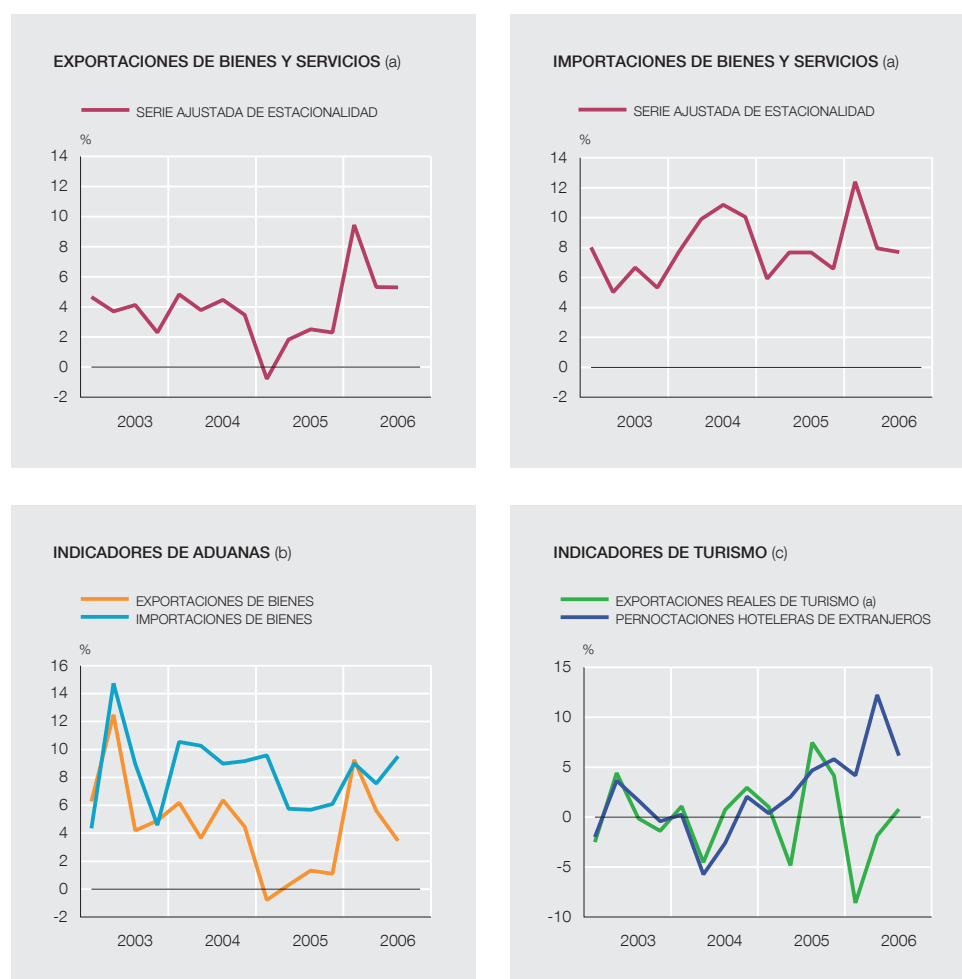 EXPORTACIONES DE BIENES Y SERVICIOS (a)
SERIE AJUSTADA DE ESTACIONALIDAD
%
14
12
10
8
6
4
2
0
-2
2003 2004 2005 2006
IMPORTACIONES DE BIENES Y SERVICIOS (a)
SERIE AJUSTADA DE ESTACIONALIDAD
%
14
12
10
8
6
4
2
0
-2
2003 2004 2005 2006
INDICADORES DE ADUANAS (b)
EXPORTACIONES DE BIENES
IMPORTACIONES DE BIENES
%
16
14
12
10
8
6
4
2
0
-2
2003 2004 2005 2006
INDICADORES DE TURISMO (c)
EXPORTACIONES REALES DE TURISMO (a)
PERNOCTACIONES HOTELERAS DE EXTRANJEROS
%
15
10
5
0
-5
-10
2003 2004 2005 2006